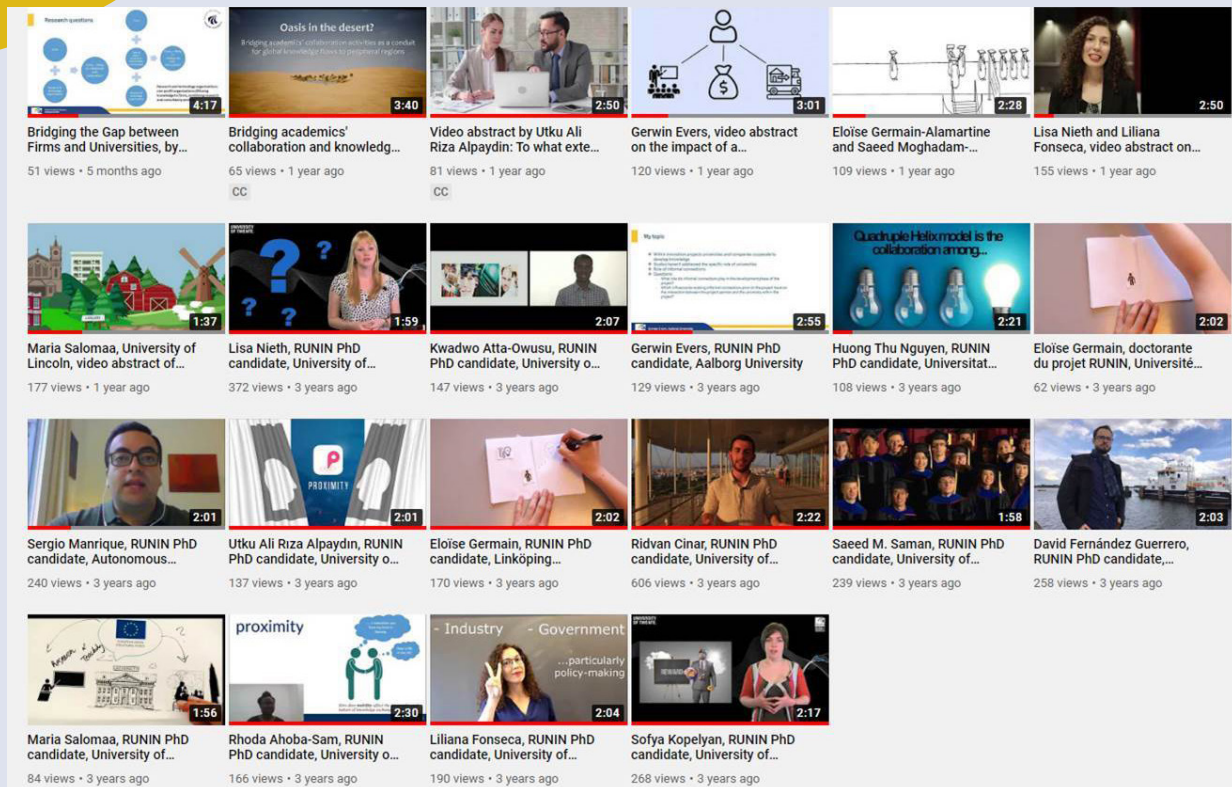 Research questions
4:17
Oasis in the desert?
Bridging academics' collaboration activities as a conduit
for global knowledge flows to peripheral regions
3:40
2:50
3:01
2:28
2:50
Bridging the Gap between
Firms and Universities, by...
51 views • 5 months ago
Bridging academics'
collaboration and knowledg...
65 views • 1 year ago
CC
Video abstract by Utku Ali
Riza Alpaydin: To what exte...
81 views • 1 year ago
CC
Gerwin Evers, video abstract
on the impact of a...
120 views • 1 year ago
Eloïse Germain-Alamartine
and Saeed Moghadam-...
109 views • 1 year ago
Lisa Nieth and Liliana
Fonseca, video abstract on...
155 views • 1 year ago
1:37
UNIVERSITY
OF TWENTE
? ? ? ?
1:59
2:07
My topic
2:55
Quadruple Helix model is the
collaboration among...
2:21
2:02
Maria Salomaa, University of
Lincoln, video abstract of...
177 views • 1 year ago
Lisa Nieth, RUNIN PhD
candidate, University of...
372 views • 3 years ago
Kwadwo Atta-Owusu, RUNIN
PhD candidate, University o...
147 views • 3 years ago
Gerwin Evers, RUNIN PhD
candidate, Aalborg University
129 views • 3 years ago
Huong Thu Nguyen, RUNIN
PhD candidate, Universitat...
108 views • 3 years ago
Eloïse Germain, doctorante
du projet RUNIN, Université...
62 views • 3 years ago
2:01
PROXIMITY
2:01
2:02
2:22
1:58
2:03
Sergio Manrique, RUNIN PhD
candidate, Autonomous...
240 views • 3 years ago
Utku Ali Rıza Alpaydın, RUNIN
PhD candidate, University o...
137 views • 3 years ago
Eloïse Germain, RUNIN PhD
candidate, Linköping...
170 views • 3 years ago
Ridvan Cinar, RUNIN PhD
candidate, University of...
606 views • 3 years ago
Saeed M. Saman, RUNIN PhD
candidate, University of...
239 views • 3 years ago
David Fernández Guerrero,
RUNIN PhD candidate,...
258 views • 3 years ago
1:56
proximity
2:30
- Industry - Government
...particularly
policy-making
2:04
UNIVERSITY
OF TWENTE
2:17
Maria Salomaa, RUNIN PhD
candidate, University of...
84 views • 3 years ago
Rhoda Ahoba-Sam, RUNIN
PhD candidate, University o...
166 views • 3 years ago
Liliana Fonseca, RUNIN PhD
candidate, University of...
190 views • 3 years ago
Sofya Kopelyan, RUNIN PhD
candidate, University of...
268 views • 3 years ago